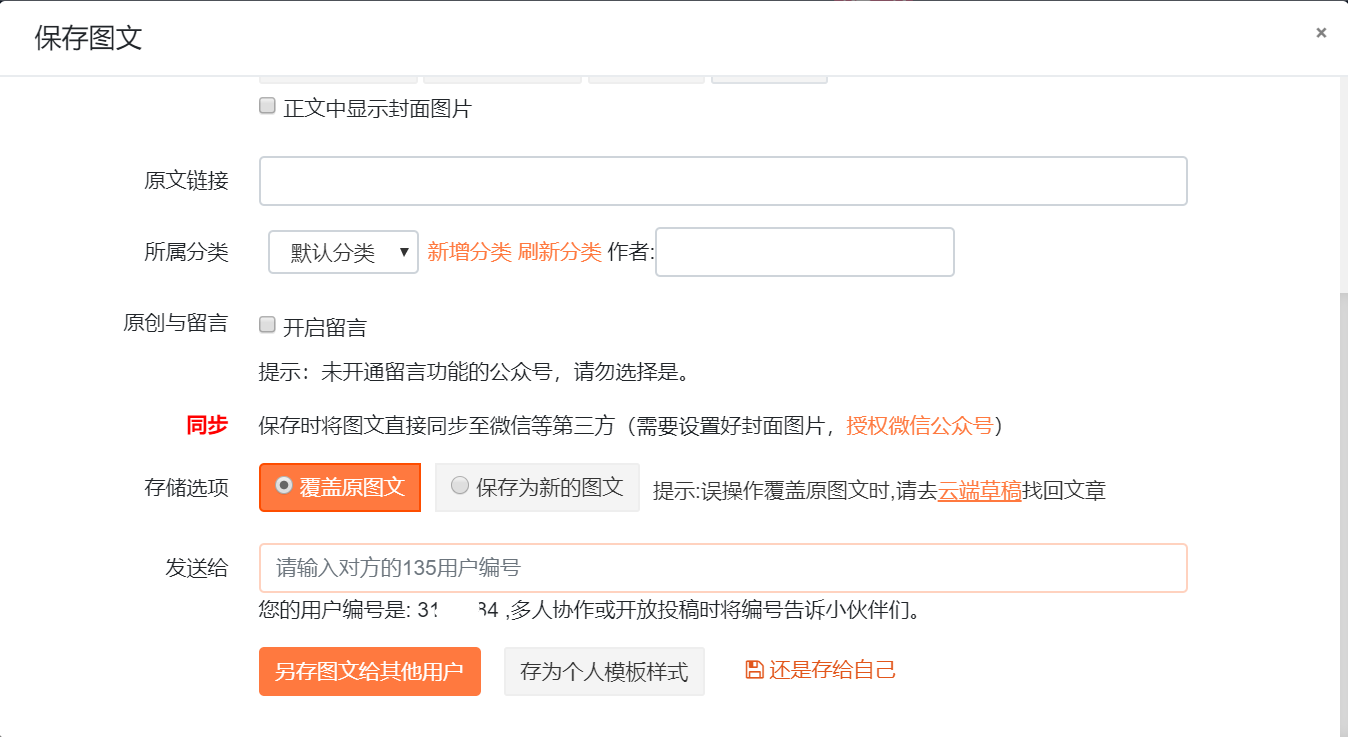 保存图文
×
正文中显示封面图片
原文链接
所属分类 默认分类 ▼ 新增分类 刷新分类 作者:
原创与留言 开启留言
提示：未开通留言功能的公众号，请勿选择是。
同步 保存时将图文直接同步至微信等第三方（需要设置好封面图片，授权微信公众号）
存储选项 覆盖原图文 保存为新的图文 提示:误操作覆盖原图文时,请去云端草稿找回文章
发送给 请输入对方的135用户编号
您的用户编号是: 31 34 ,多人协作或开放投稿时将编号告诉小伙伴们。
另存图文给其他用户 存为个人模板样式 还是存给自己